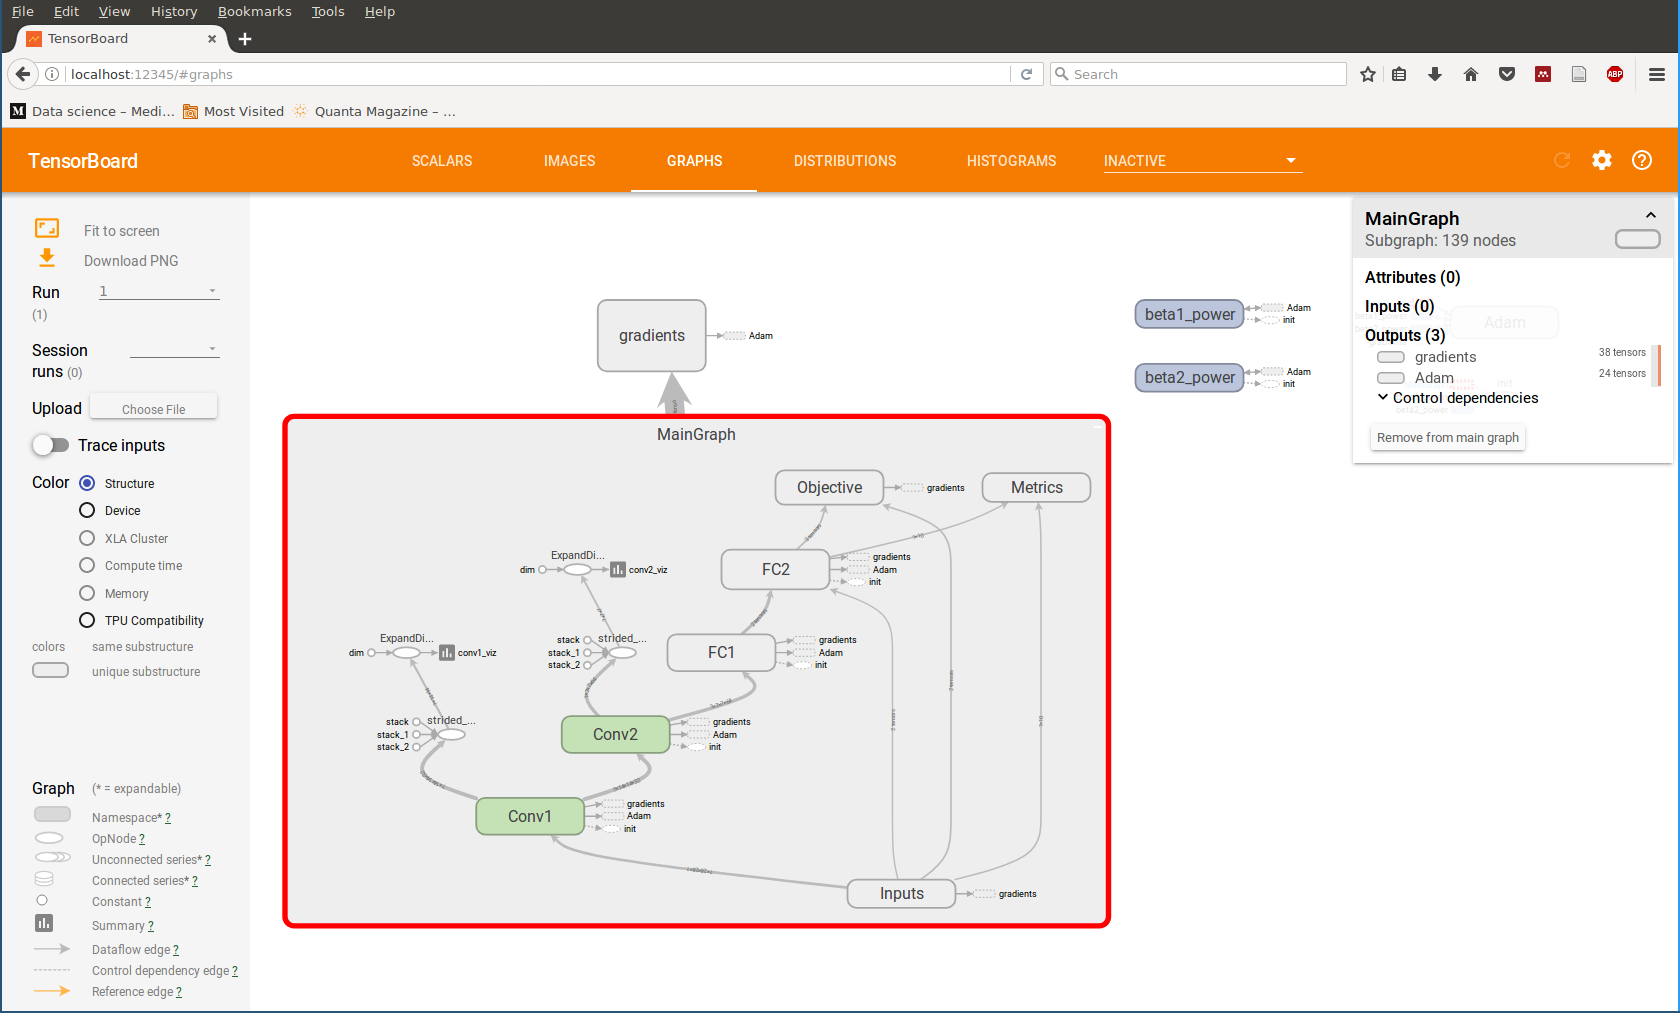 File Edit View History Bookmarks Tools Help
TensorBoard
localhost:12345/#graphs
Search
ABP
M Data science – Medi... Most Visited Quanta Magazine – ...
TensorBoard SCALARS IMAGES GRAPHS DISTRIBUTIONS HISTOGRAMS INACTIVE
Fit to screen
Download PNG
Run 1
(1)
Session
runs (0)
Upload Choose File
Trace inputs
Color Structure
Device
XLA Cluster
Compute time
Memory
TPU Compatibility
colors same substructure
unique substructure
Graph (* = expandable)
Namespace* ?
OpNode ?
Unconnected series* ?
Connected series* ?
Constant ?
Summary ?
Dataflow edge ?
Control dependency edge ?
Reference edge ?
gradients Adam
beta1_power Adam
init
beta2_power Adam
init
MainGraph
Objective gradients
Metrics
ExpandDi...
dim conv2_viz
FC2 gradients
Adam
init
ExpandDi...
dim conv1_viz
stack strided_...
stack_1
stack_2
FC1 gradients
Adam
init
stack strided_...
stack_1
stack_2
Conv2 gradients
Adam
init
Conv1 gradients
Adam
init
Inputs gradients
MainGraph
Subgraph: 139 nodes
Attributes (0)
Inputs (0)
Adam
Outputs (3)
gradients 38 tensors
Adam 24 tensors
init
Control dependencies
beta2_power
Remove from main graph